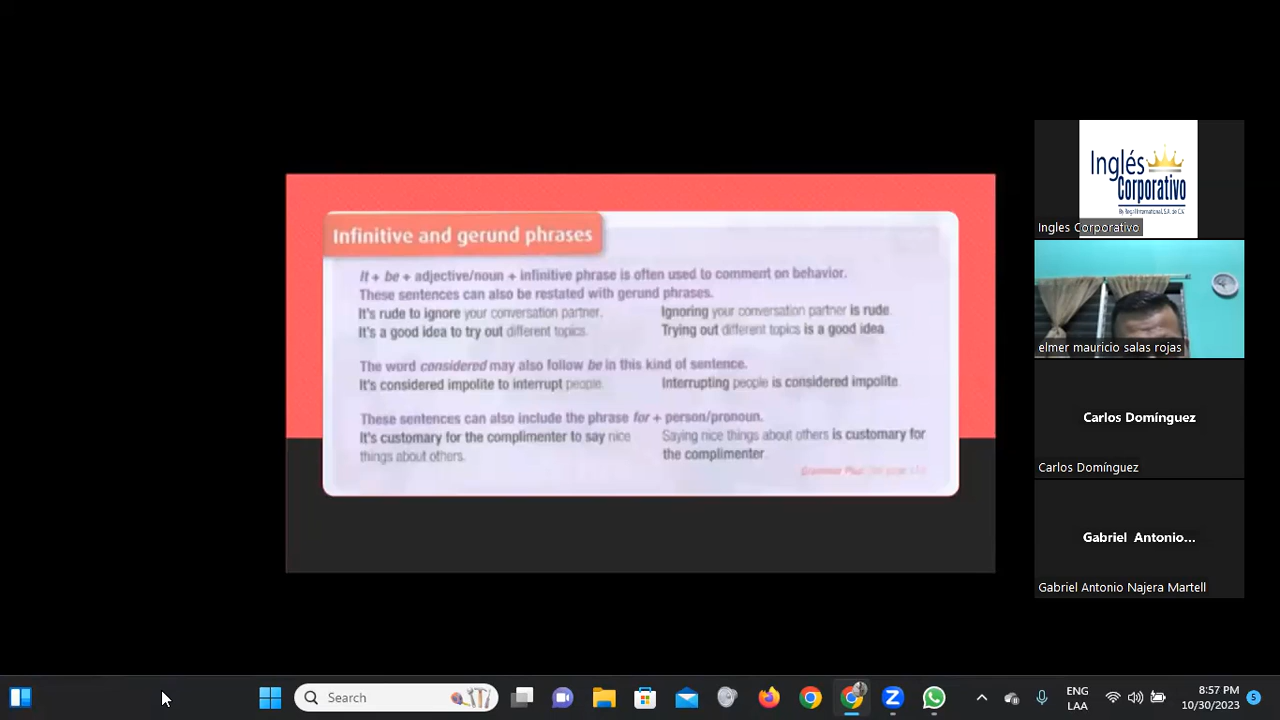 Infinitive and gerund phrases
It + be + adjective/noun + infinitive phrase is often used to comment on behavior.
These sentences can also be restated with gerund phrases.
It's rude to ignore your conversation partner.
Ignoring your conversation partner is rude.
It's a good idea to try out different topics.
Trying out different topics is a good idea
The word considered may also follow be in this kind of sentence.
It's considered impolite to interrupt people.
Interrupting people is considered impolite.
These sentences can also include the phrase for + person/pronoun.
It's customary for the complimenter to say nice
things about others.
Saying nice things about others is customary for
the complimenter.
Grammar Plus
Inglés
Corporativo
Ingles Corporativo
elmer mauricio salas rojas
Carlos Domínguez
Carlos Domínguez
Gabriel Antonio...
Gabriel Antonio Najera Martell
Search
ENG
LAA
8:57 PM
10/30/2023
5